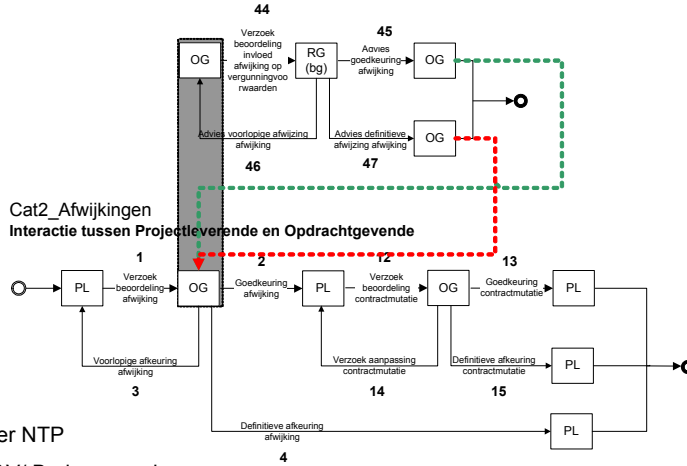 44
45
Verzoek
beoordeling
invloed
afwijking op
vergunningvoo
rwaarden
OG
RG
(bg)
Advies
goedkeuring
afwijking
OG
Advies voorlopige afwijzing
afwijking
Advies definitieve
afwijzing afwijking
OG
46
47
Cat2_Afwijkingen
Interactie tussen Projectleverende en Opdrachtgevende
1
2
12
13
PL
Verzoek
beoordeling
afwijking
OG
Goedkeuring
afwijking
PL
Verzoek
beoordeling
contractmutatie
OG
Goedkeuring
contractmutatie
PL
Voorlopige afkeuring
afwijking
Verzoek aanpassing
contractmutatie
Definitieve afkeuring
contractmutatie
PL
3
14
15
er NTP
Definitieve afkeuring
afwijking
PL
4